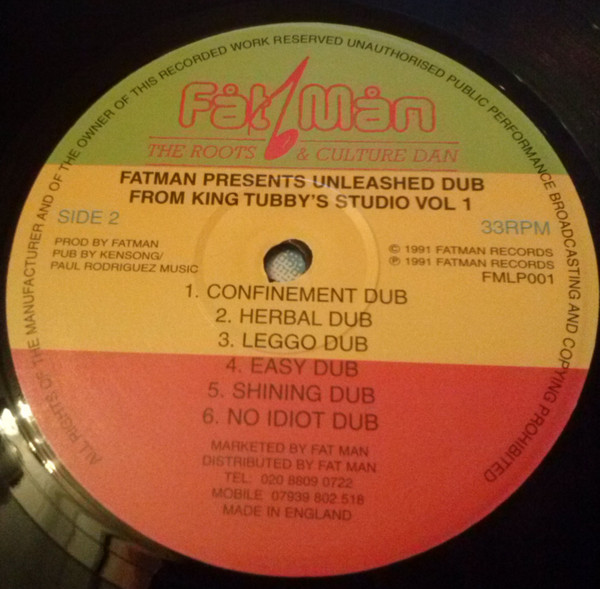 ALL RIGHTS OF THE MANUFACTURER AND OF THE OWNER OF THIS RECORDED WORK RESERVED UNAUTHORISED PUBLIC PERFORMANCE BROADCASTING AND COPYING PROHIBITED
Fat Man
THE ROOTS & CULTURE DAN
FATMAN PRESENTS UNLEASHED DUB
FROM KING TUBBY'S STUDIO VOL 1
SIDE 2
33RPM
PROD BY FATMAN
PUB BY KENSONG/
PAUL RODRIGUEZ MUSIC
© 1991 FATMAN RECORDS
℗ 1991 FATMAN RECORDS
FMLP001
1. CONFINEMENT DUB
2. HERBAL DUB
3. LEGGO DUB
4. EASY DUB
5. SHINING DUB
6. NO IDIOT DUB
MARKETED BY FAT MAN
DISTRIBUTED BY FAT MAN
TEL: 020 8809 0722
MOBILE 07939 802 518
MADE IN ENGLAND